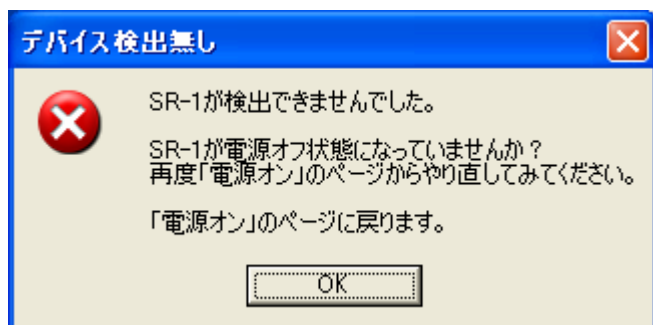 デバイス検出無し
SR-1が検出できませんでした。
SR-1が電源オフ状態になっていませんか？
再度「電源オン」のページからやり直してみてください。
「電源オン」のページに戻ります。
OK